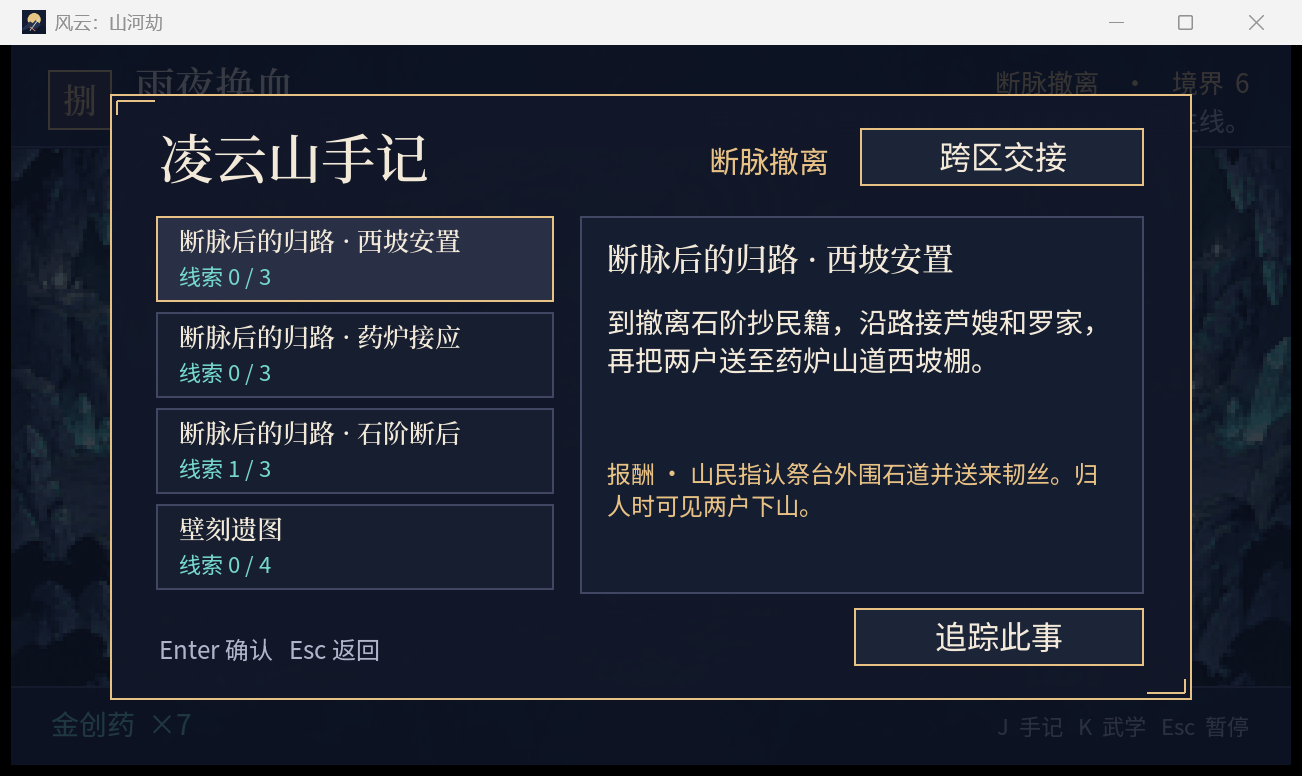 风云：山河劫
捌
雨夜换血
断脉撤离 · 境界 6
主线。
凌云山手记
断脉撤离
跨区交接
断脉后的归路 · 西坡安置
线索 0 / 3
断脉后的归路 · 药炉接应
线索 0 / 3
断脉后的归路 · 石阶断后
线索 1 / 3
壁刻遗图
线索 0 / 4
断脉后的归路 · 西坡安置
到撤离石阶抄民籍，沿路接芦嫂和罗家，
再把两户送至药炉山道西坡棚。
报酬 · 山民指认祭台外围石道并送来韧丝。归
人时可见两户下山。
追踪此事
Enter 确认 Esc 返回
金创药 ×7
J 手记 K 武学 Esc 暂停